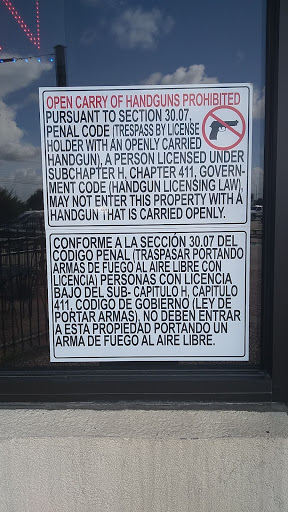 OPEN CARRY OF HANDGUNS PROHIBITED
PURSUANT TO SECTION 30.07,
PENAL CODE (TRESPASS BY LICENSE
HOLDER WITH AN OPENLY CARRIED
HANDGUN), A PERSON LICENSED UNDER
SUBCHAPTER H, CHAPTER 411, GOVERN-
MENT CODE (HANDGUN LICENSING LAW),
MAY NOT ENTER THIS PROPERTY WITH A
HANDGUN THAT IS CARRIED OPENLY.
CONFORME A LA SECCIÓN 30.07 DEL
CODIGO PENAL (TRASPASAR PORTANDO
ARMAS DE FUEGO AL AIRE LIBRE CON
LICENCIA) PERSONAS CON LICENCIA
BAJO DEL SUB- CAPITULO H, CAPITULO
411, CODIGO DE GOBIERNO (LEY DE
PORTAR ARMAS), NO DEBEN ENTRAR
A ESTA PROPIEDAD PORTANDO UN
ARMA DE FUEGO AL AIRE LIBRE.